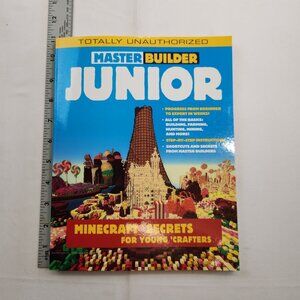 TOTALLY UNAUTHORIZED
MASTER BUILDER
JUNIOR
• PROGRESS FROM BEGINNER
TO EXPERT IN WEEKS!
• ALL OF THE BASICS:
BUILDING, FARMING,
HUNTING, MINING,
AND MORE!
• STEP-BY-STEP INSTRUCTIONS
• SHORTCUTS AND SECRETS
FROM MASTER BUILDERS
MINECRAFT SECRETS
FOR YOUNG CRAFTERS